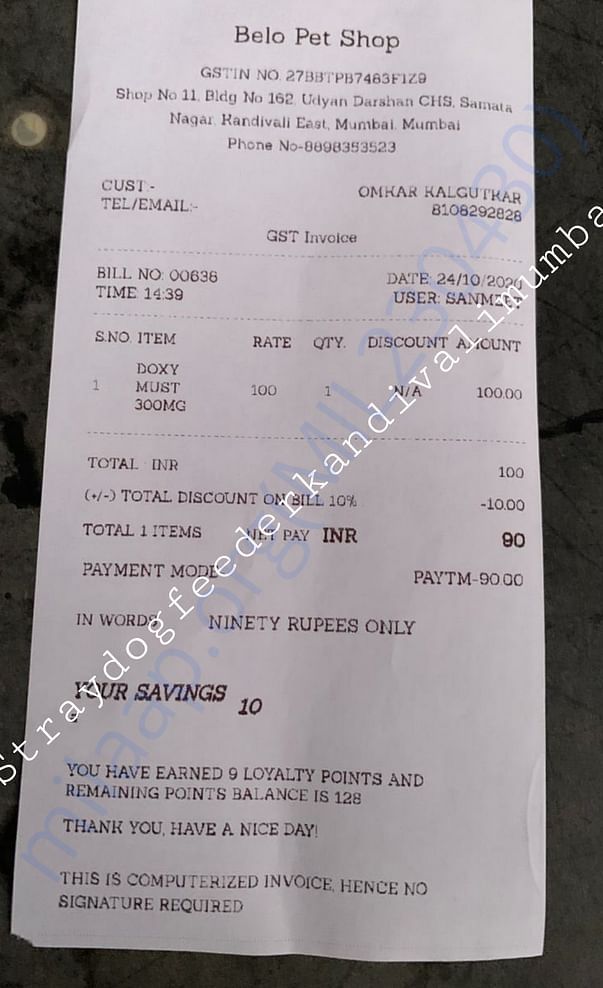 Belo Pet Shop
GSTIN NO. 27BBTPB7463F1Z9
Shop No 11, Bldg No 162, Udyan Darshan CHS, Samata
Nagar, Kandivali East, Mumbai. Mumbai
Phone No-8898353523
CUST:- OMKAR KALGUTKAR
TEL/EMAIL:- 8108292828
GST Invoice
BILL NO: 00636 DATE: 24/10/2020
TIME: 14:39 USER:
S.NO. ITEM RATE QTY. DISCOUNT AMOUNT
1 DOXY MUST 300MG 100 1 N/A 100.00
TOTAL : INR 100
(+/-) TOTAL DISCOUNT ON BILL 10% -10.00
TOTAL 1 ITEMS NET PAY INR 90
PAYMENT MODE PAYTM-90.00
IN WORDS NINETY RUPEES ONLY
YOUR SAVINGS 10
YOU HAVE EARNED 9 LOYALTY POINTS AND
REMAINING POINTS BALANCE IS 128
THANK YOU, HAVE A NICE DAY!
THIS IS COMPUTERIZED INVOICE, HENCE NO
SIGNATURE REQUIRED
Straydogfeederkandivalimumba
milaap.org(MIL_250430)